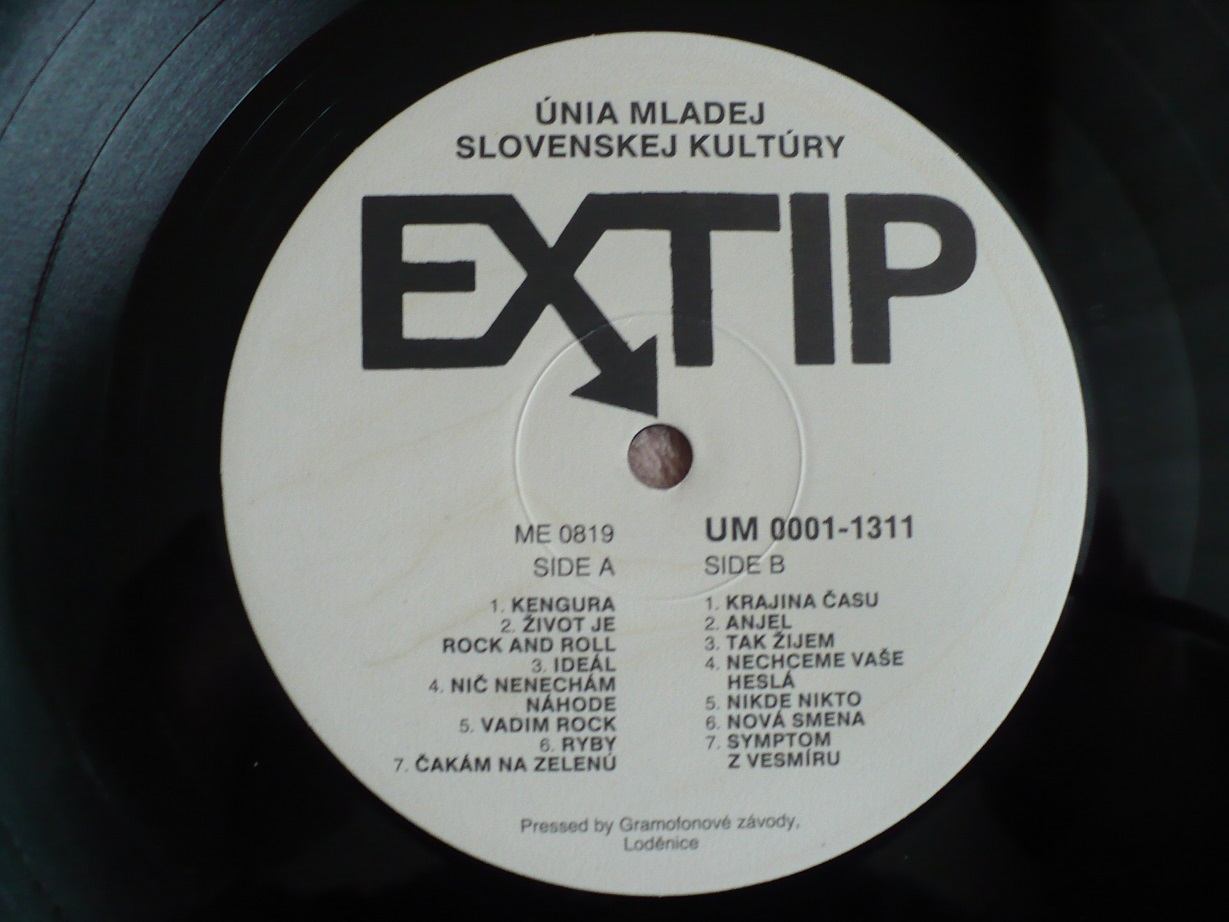 ÚNIA MLADEJ
SLOVENSKEJ KULTÚRY
EXTIP
ME 0819
SIDE A
1. KENGURA
2. ŽIVOT JE
ROCK AND ROLL
3. IDEÁL
4. NIČ NENECHÁM
NÁHODE
5. VADIM ROCK
6. RYBY
7. ČAKÁM NA ZELENÚ
UM 0001-1311
SIDE B
1. KRAJINA ČASU
2. ANJEL
3. TAK ŽIJEM
4. NECHCEME VAŠE
HESLÁ
5. NIKDE NIKTO
6. NOVÁ SMENA
7. SYMPTOM
Z VESMÍRU
Pressed by Gramofonové závody,
Loděnice